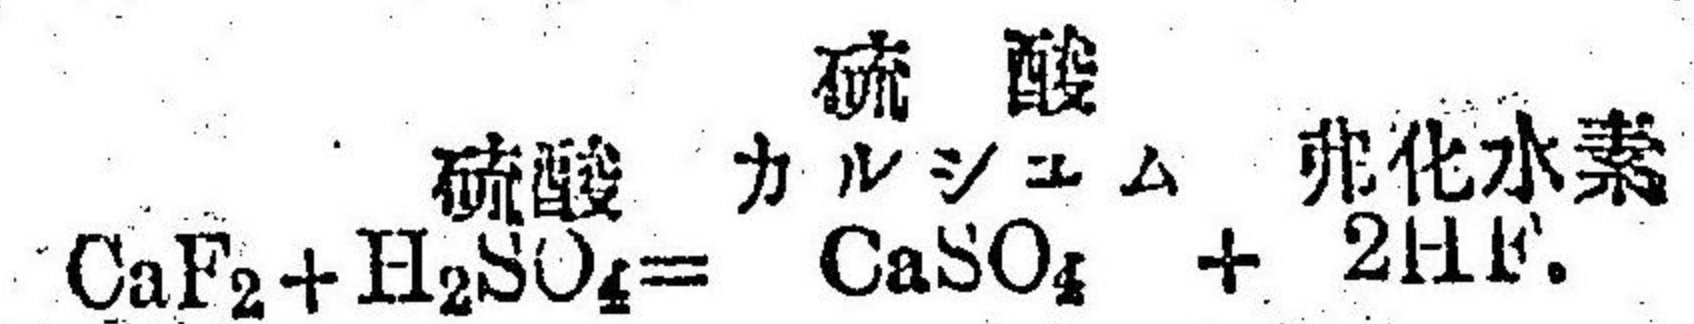 硫酸
硫酸 カルシユム 弗化水素
CaF₂ + H₂SO₄ = CaSO₄ + 2HF.